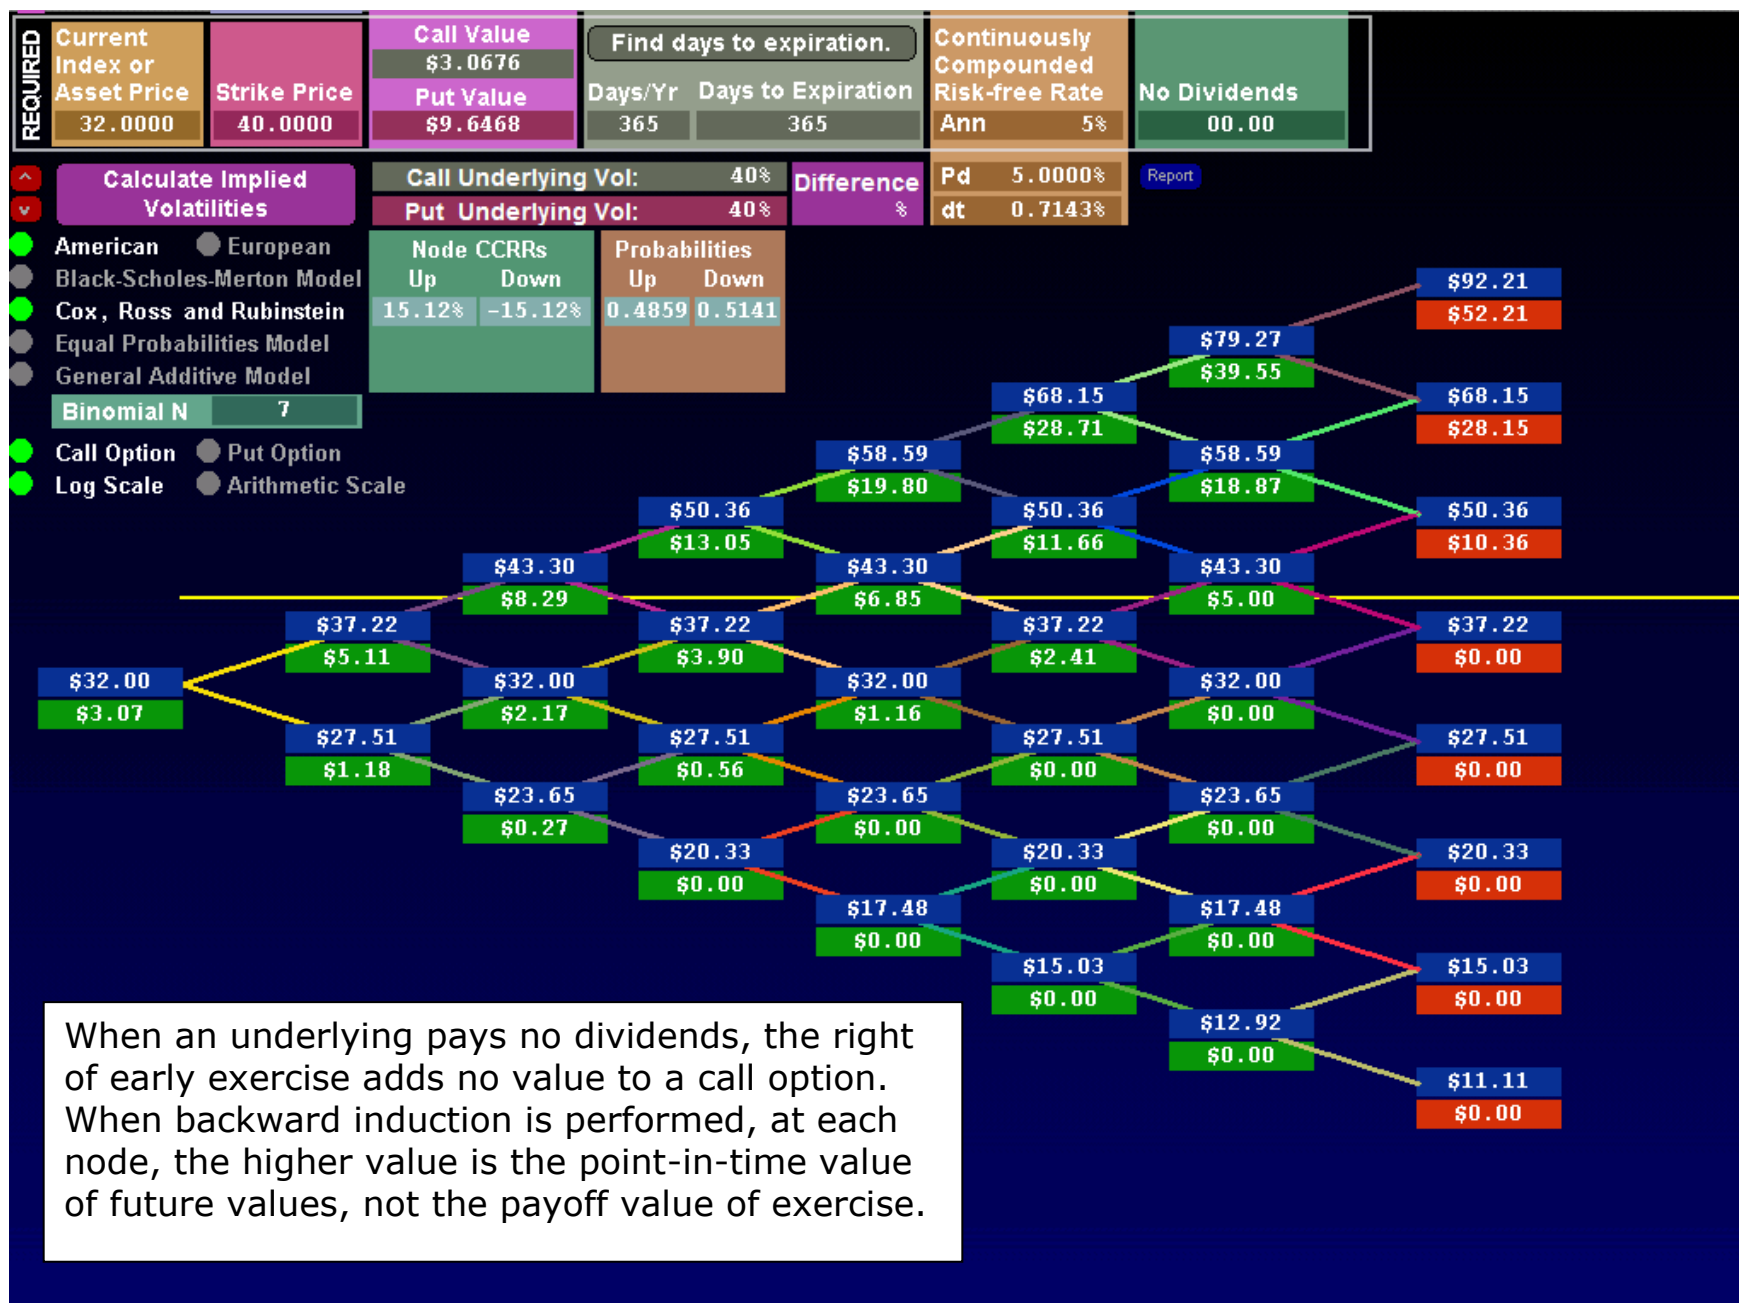 REQUIRED
Current
Index or
Asset Price
32.0000
Strike Price
40.0000
Call Value
$3.0676
Put Value
$9.6468
Find days to expiration.
Days/Yr Days to Expiration
365 365
Continuously
Compounded
Risk-free Rate
Ann 5%
No Dividends
00.00
Calculate Implied
Volatilities
Call Underlying Vol: 40%
Put Underlying Vol: 40%
Difference
%
Pd 5.0000%
dt 0.7143%
Report
American European
Black-Scholes-Merton Model
Cox, Ross and Rubinstein
Equal Probabilities Model
General Additive Model
Binomial N 7
Call Option Put Option
Log Scale Arithmetic Scale
Node CCRRs
Up Down
15.12% -15.12%
Probabilities
Up Down
0.4859 0.5141
$32.00
$3.07
$37.22
$5.11
$27.51
$1.18
$43.30
$8.29
$32.00
$2.17
$23.65
$0.27
$50.36
$13.05
$37.22
$3.90
$27.51
$0.56
$20.33
$0.00
$58.59
$19.80
$43.30
$6.85
$32.00
$1.16
$23.65
$0.00
$17.48
$0.00
$68.15
$28.71
$50.36
$11.66
$37.22
$2.41
$27.51
$0.00
$20.33
$0.00
$15.03
$0.00
$79.27
$39.55
$58.59
$18.87
$43.30
$5.00
$32.00
$0.00
$23.65
$0.00
$17.48
$0.00
$12.92
$0.00
$92.21
$52.21
$68.15
$28.15
$50.36
$10.36
$37.22
$0.00
$27.51
$0.00
$20.33
$0.00
$15.03
$0.00
$11.11
$0.00
When an underlying pays no dividends, the right
of early exercise adds no value to a call option.
When backward induction is performed, at each
node, the higher value is the point-in-time value
of future values, not the payoff value of exercise.